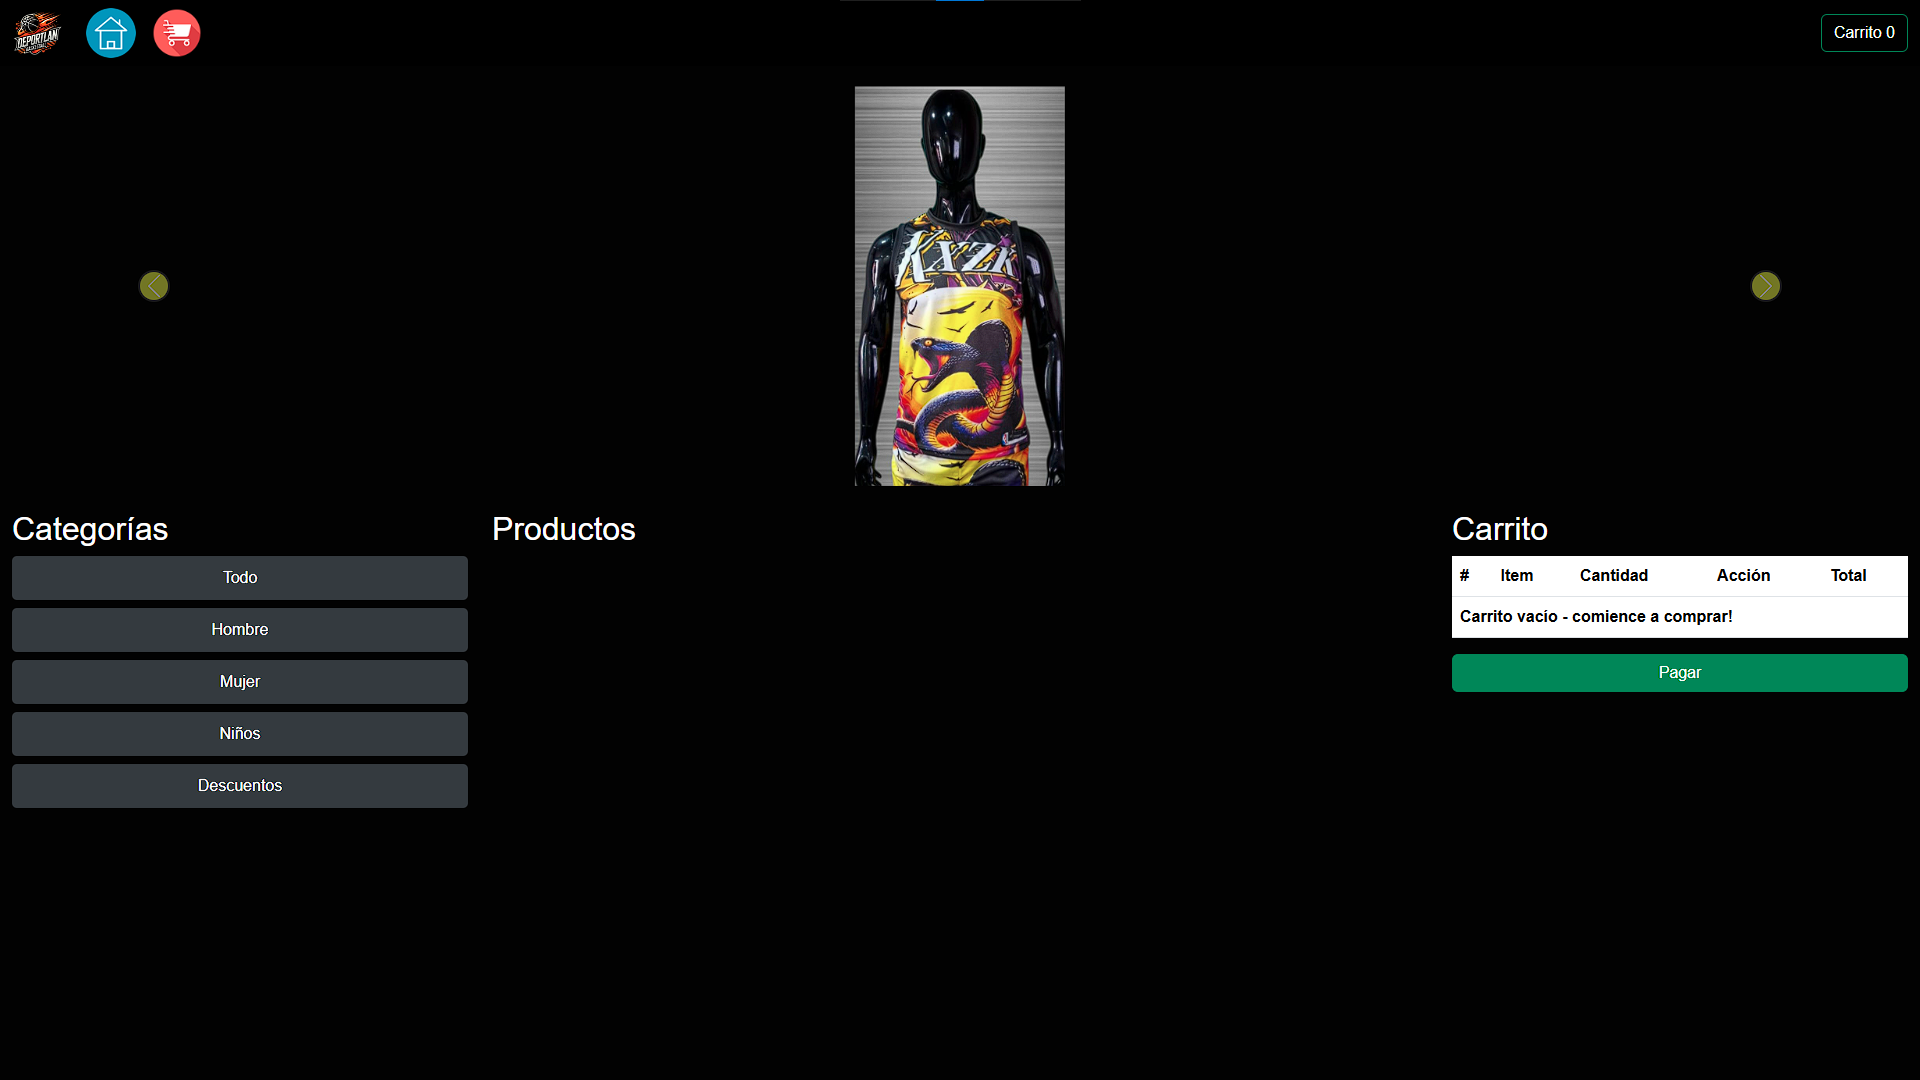 DEPORTLAN
Carrito 0
KYZK
Categorías
Todo
Hombre
Mujer
Niños
Descuentos
Productos
Carrito
# Item Cantidad Acción Total
Carrito vacío - comience a comprar!
Pagar